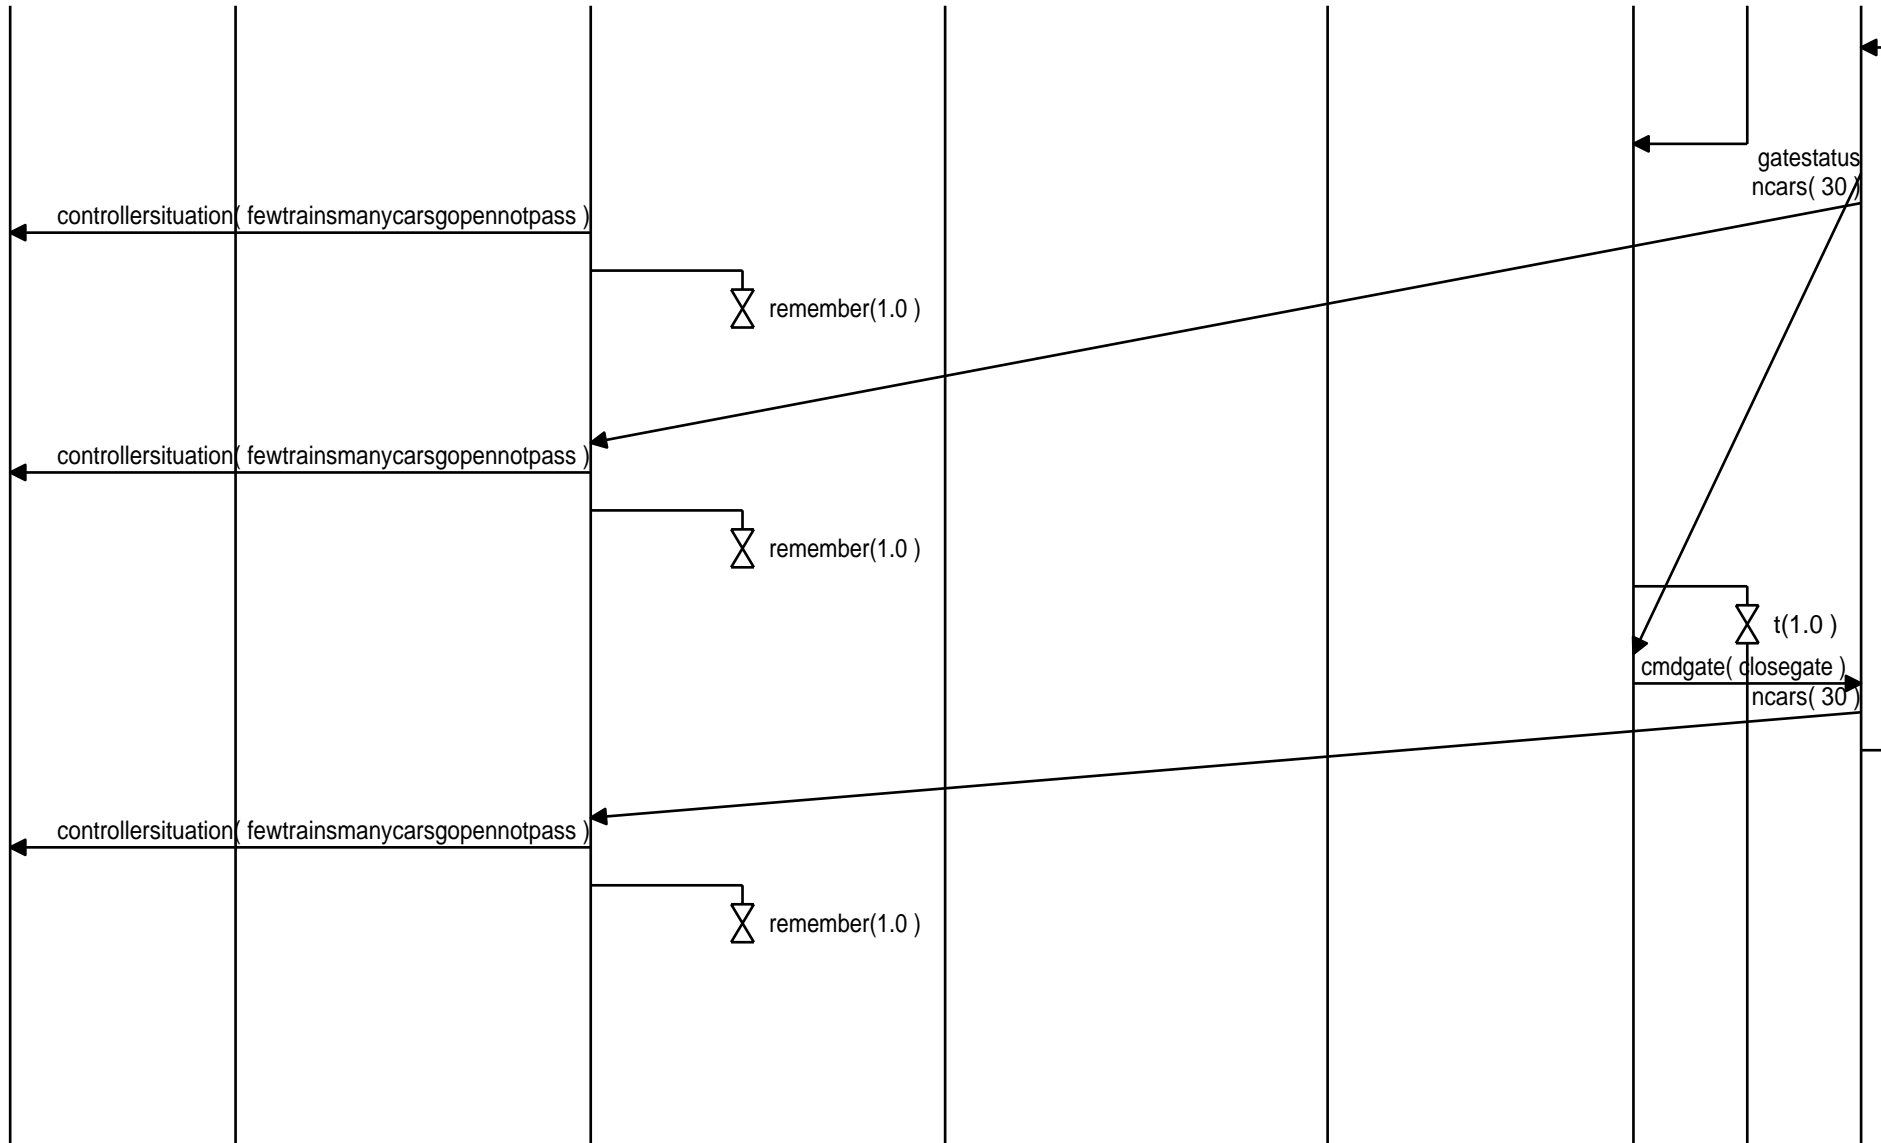 gatestatus
ncars( 30 )
controllersituation( fewtrainsmanycarsgopennotpass )
remember(1.0 )
controllersituation( fewtrainsmanycarsgopennotpass )
remember(1.0 )
t(1.0 )
cmdgate( closegate )
ncars( 30 )
controllersituation( fewtrainsmanycarsgopennotpass )
remember(1.0 )